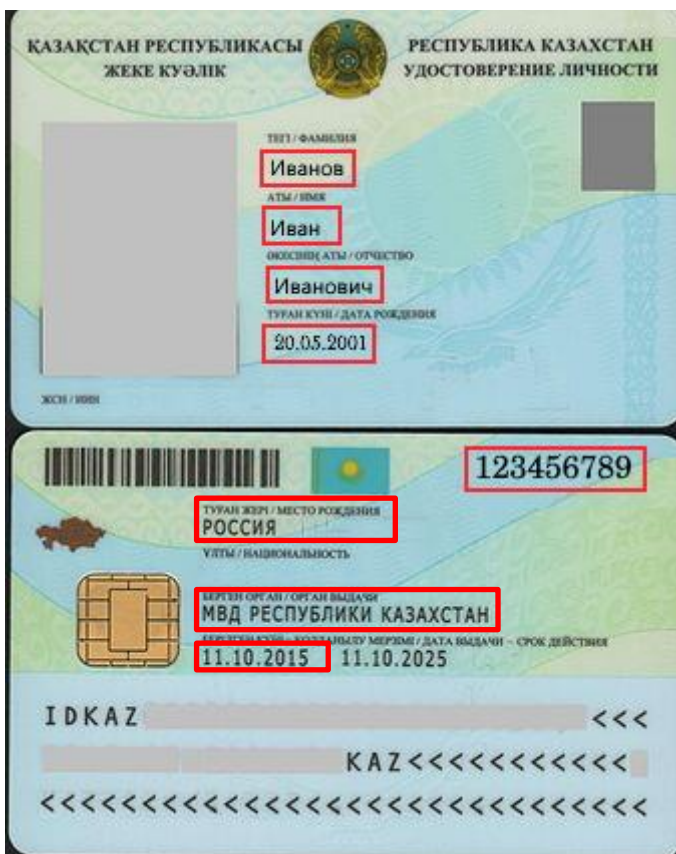 ҚАЗАҚСТАН РЕСПУБЛИКАСЫ
ЖЕКЕ КУӘЛІК
РЕСПУБЛИКА КАЗАХСТАН
УДОСТОВЕРЕНИЕ ЛИЧНОСТИ
ТЕГІ / ФАМИЛИЯ
Иванов
АТЫ / ИМЯ
Иван
ӘКЕСІНІҢ АТЫ / ОТЧЕСТВО
Иванович
ТУҒАН КҮНІ / ДАТА РОЖДЕНИЯ
20.05.2001
ЖСН / ИИН
123456789
ТУҒАН ЖЕРІ / МЕСТО РОЖДЕНИЯ
РОССИЯ
ҰЛТЫ / НАЦИОНАЛЬНОСТЬ
БЕРГЕН ОРГАН / ОРГАН ВЫДАЧИ
МВД РЕСПУБЛИКИ КАЗАХСТАН
БЕРІЛГЕН КҮНІ – ҚОЛДАНЫЛУ МЕРЗІМІ / ДАТА ВЫДАЧИ – СРОК ДЕЙСТВИЯ
11.10.2015 11.10.2025
IDKAZ <<<
KAZ<<<<<<<<<<<
<<<<<<<<<<<<<<<<<<<<<<<<<<<<<<